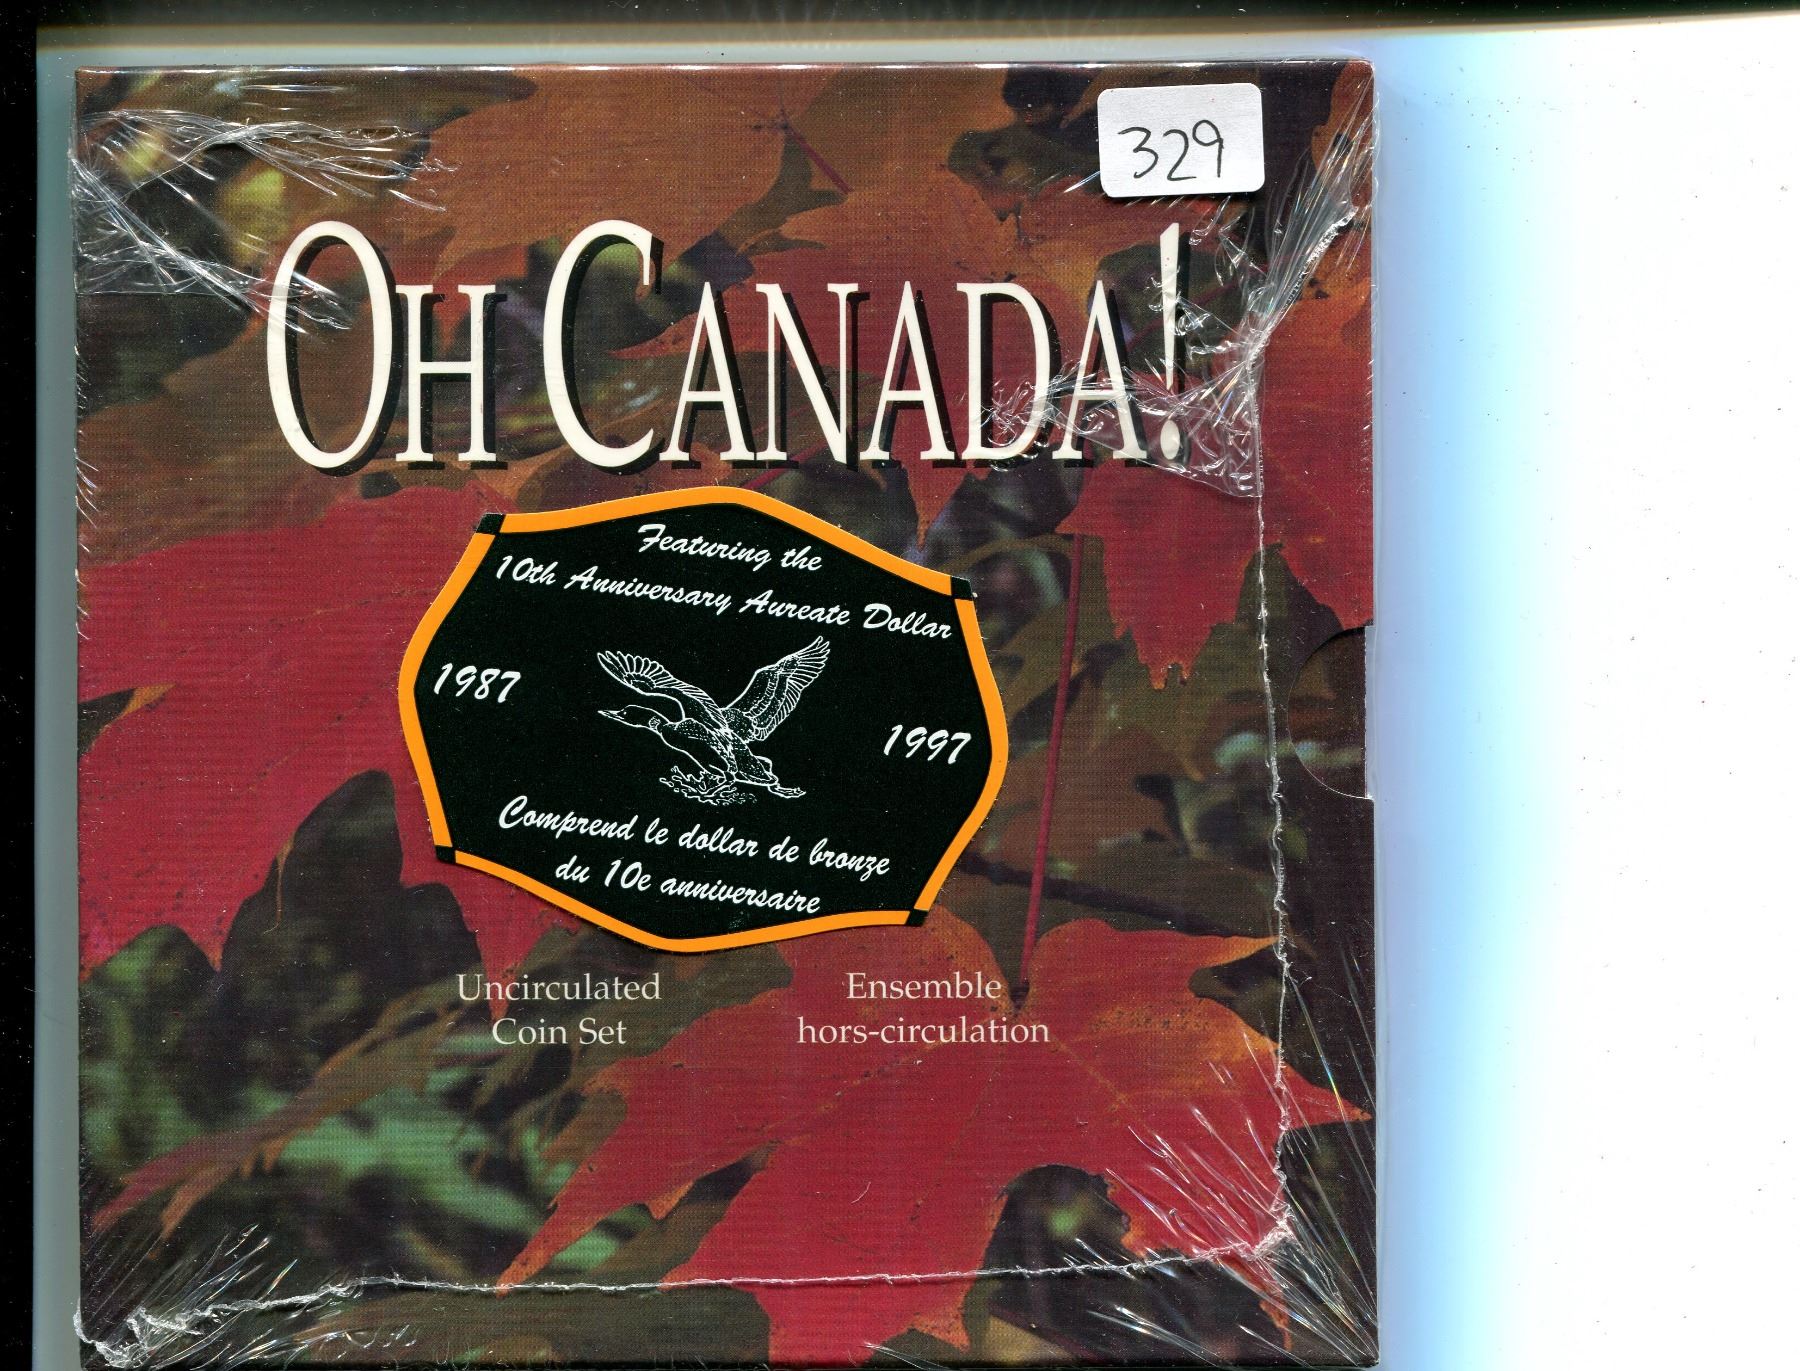 329
OH CANADA!
Featuring the
10th Anniversary Aureate Dollar
1987
1997
Comprend le dollar de bronze
du 10e anniversaire
Uncirculated
Coin Set
Ensemble
hors-circulation